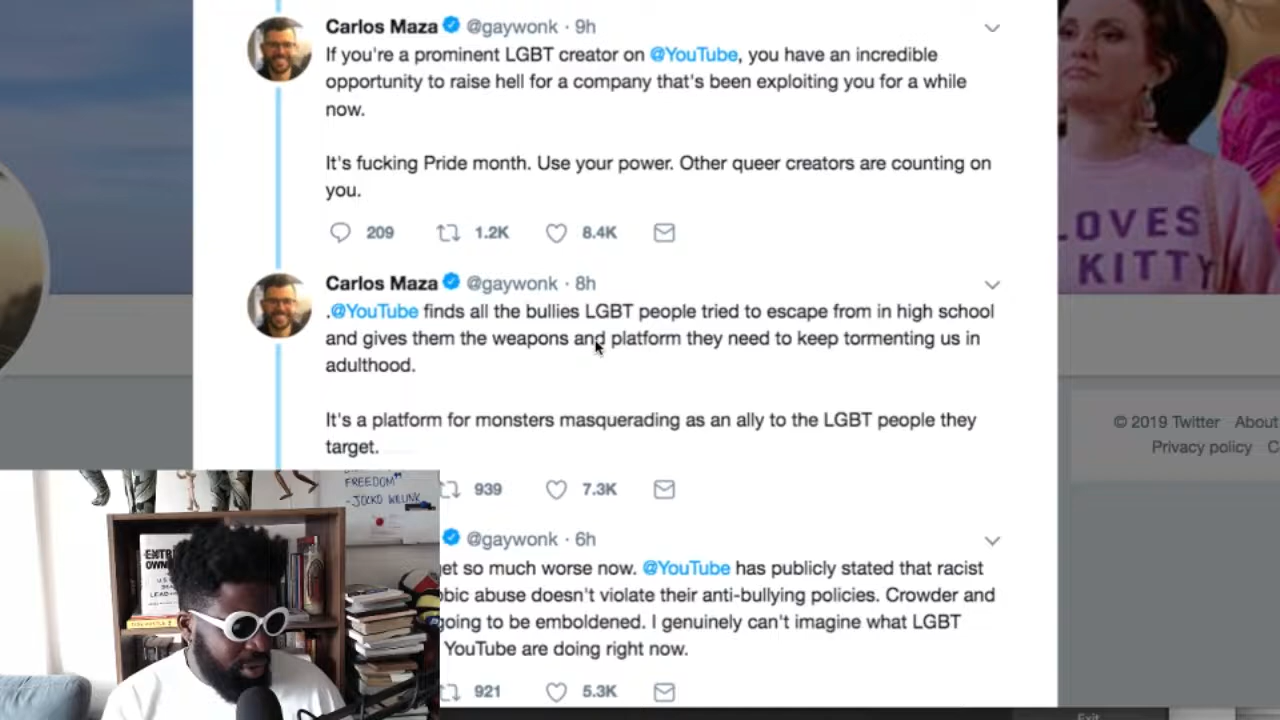 Carlos Maza @gaywonk · 9h
If you're a prominent LGBT creator on @YouTube, you have an incredible
opportunity to raise hell for a company that's been exploiting you for a while
now.
It's fucking Pride month. Use your power. Other queer creators are counting on
you.
209 1.2K 8.4K
LOVES
KITTY
Carlos Maza @gaywonk · 8h
.@YouTube finds all the bullies LGBT people tried to escape from in high school
and gives them the weapons and platform they need to keep tormenting us in
adulthood.
It's a platform for monsters masquerading as an ally to the LGBT people they
target.
© 2019 Twitter About
Privacy policy C
939 7.3K
@gaywonk · 6h
et so much worse now. @YouTube has publicly stated that racist
bic abuse doesn't violate their anti-bullying policies. Crowder and
going to be emboldened. I genuinely can't imagine what LGBT
YouTube are doing right now.
921 5.3K
FREEDOM"
-JOCKO WILLINK
ENTR
OWN
Exit